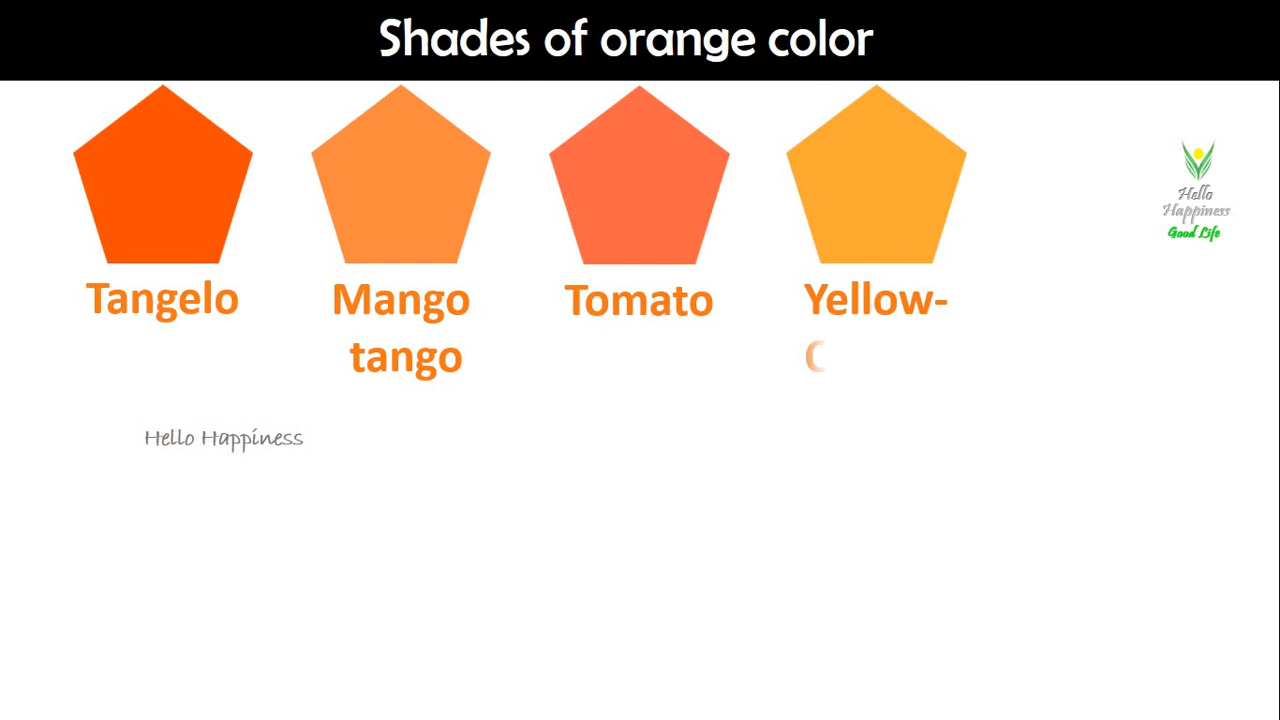 Shades of orange color
Tangelo
Mango
tango
Tomato
Yellow-
Hello
Happiness
Good Life
Hello Happiness